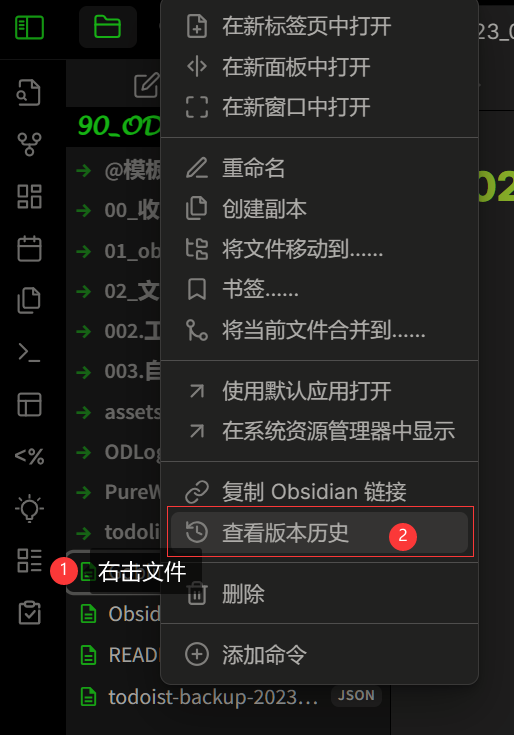 在新标签页中打开
在新面板中打开
在新窗口中打开
重命名
创建副本
将文件移动到......
书签......
将当前文件合并到......
使用默认应用打开
在系统资源管理器中显示
复制 Obsidian 链接
查看版本历史
2
删除
添加命令
90_OD
@模板
00_收
01_ob
02_文
002.工
003.自
assets
ODLog
PureW
todoli
1
右击文件
Obsid
READ
todoist-backup-2023...
JSON
<%
02